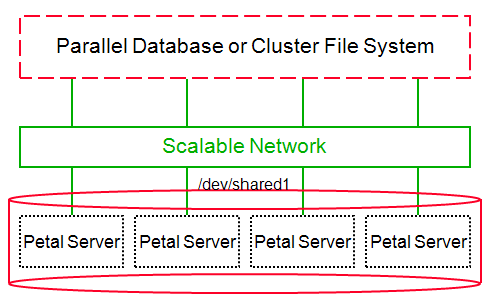 Parallel Database or Cluster File System
Scalable Network
/dev/shared1
Petal Server Petal Server Petal Server Petal Server